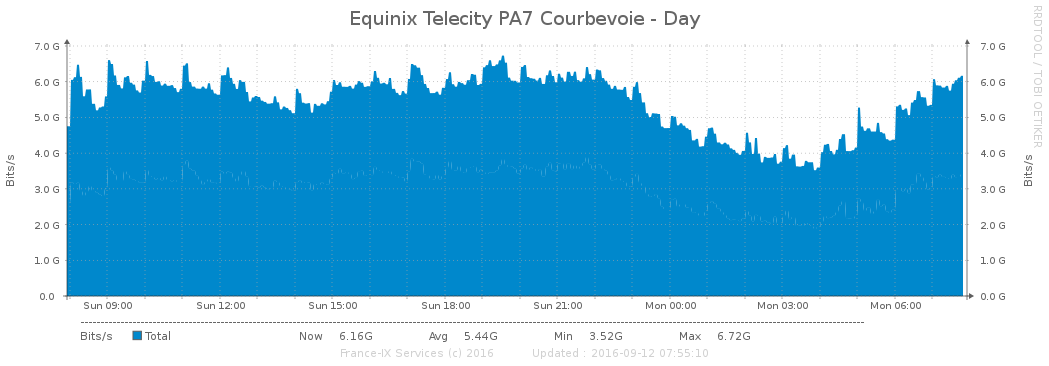 Equinix Telecity PA7 Courbevoie - Day
RRDTOOL / TOBI OETIKER
Bits/s
7.0 G
6.0 G
5.0 G
4.0 G
3.0 G
2.0 G
1.0 G
0.0
7.0 G
6.0 G
5.0 G
4.0 G
3.0 G
2.0 G
1.0 G
0.0 G
Bits/s
Sun 09:00 Sun 12:00 Sun 15:00 Sun 18:00 Sun 21:00 Mon 00:00 Mon 03:00 Mon 06:00
Bits/s Total Now 6.16G Avg 5.44G Min 3.52G Max 6.72G
France-IX Services (c) 2016 Updated : 2016-09-12 07:55:10